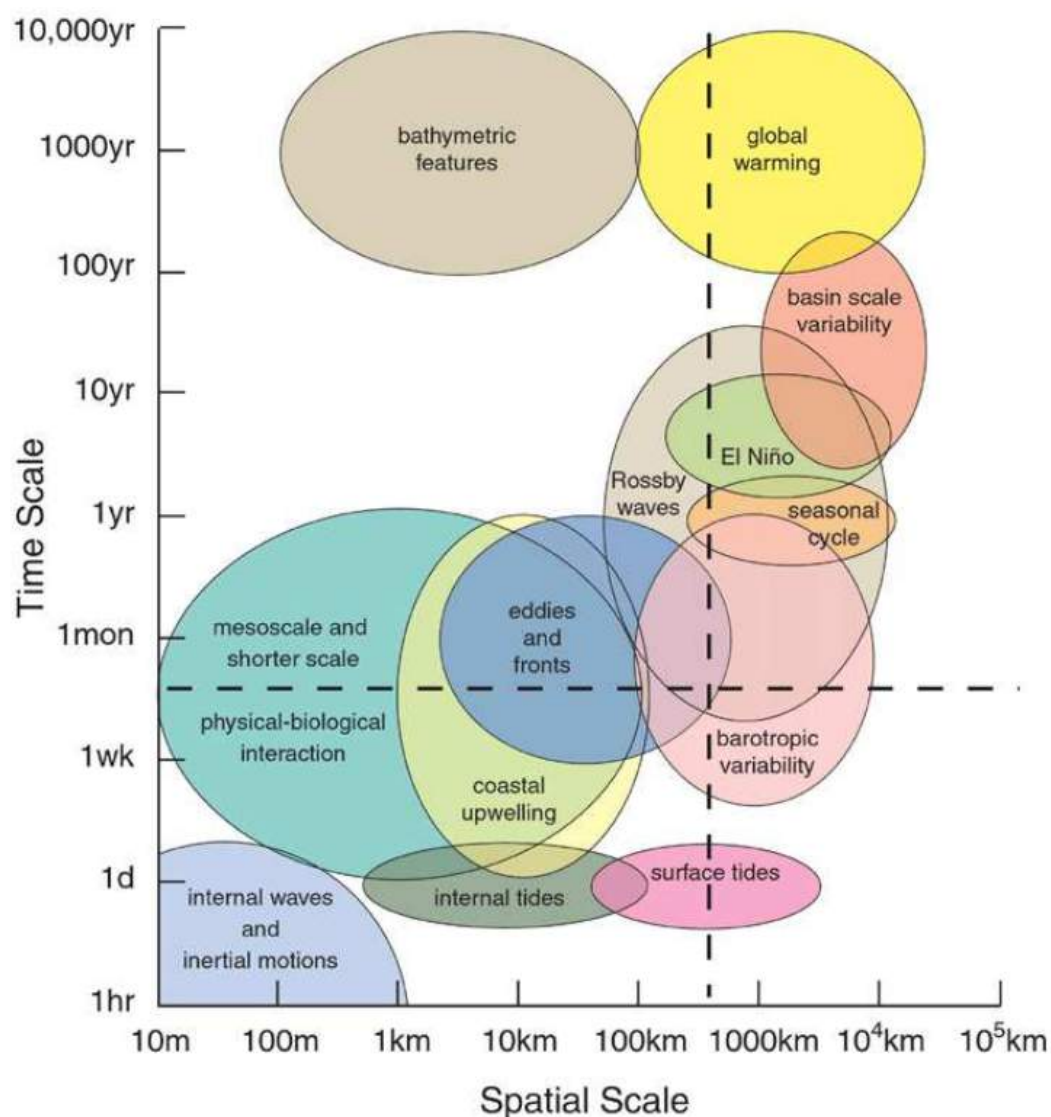 10,000yr
1000yr
100yr
10yr
1yr
1mon
1wk
1d
1hr
Time Scale
bathymetric
features
global
warming
basin scale
variability
El Niño
Rossby
waves
seasonal
cycle
eddies
and
fronts
mesoscale and
shorter scale
physical-biological
interaction
barotropic
variability
coastal
upwelling
internal waves
and
inertial motions
internal tides
surface tides
10m
100m
1km
10km
100km
1000km
10⁴km
10⁵km
Spatial Scale